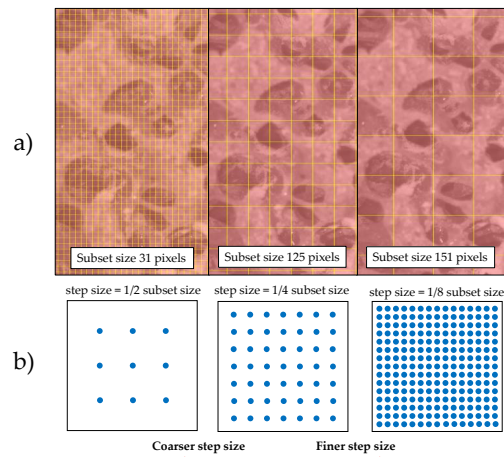 a)
Subset size 31 pixels
Subset size 125 pixels
Subset size 151 pixels
step size = 1/2 subset size
step size = 1/4 subset size
step size = 1/8 subset size
b)
Coarser step size
Finer step size